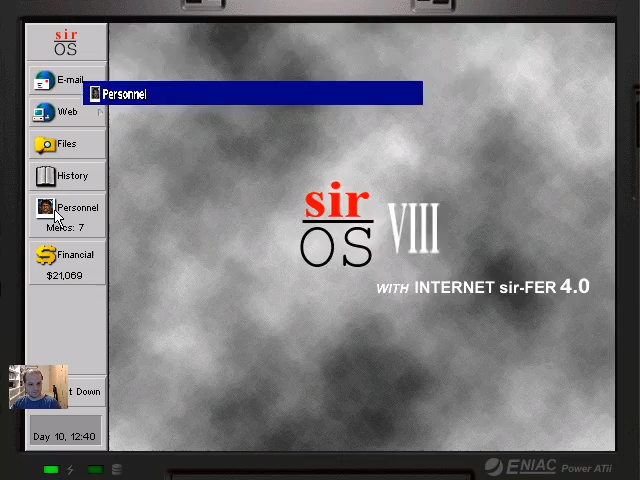 sir
OS
E-mail
Personnel
Web
Files
History
Personnel
Mercs: 7
Financial
$21,069
sir
OS VIII
WITH INTERNET sir-FER 4.0
t Down
Day 10, 12:40
ENIAC Power ATii